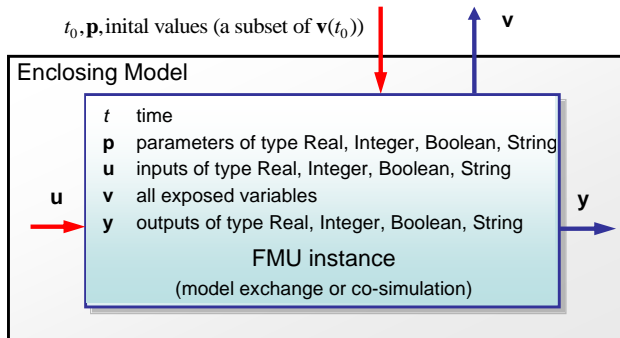 t₀, p, inital values (a subset of v(t₀))
v
Enclosing Model
t time
p parameters of type Real, Integer, Boolean, String
u inputs of type Real, Integer, Boolean, String
u
v all exposed variables
y
y outputs of type Real, Integer, Boolean, String
FMU instance
(model exchange or co-simulation)